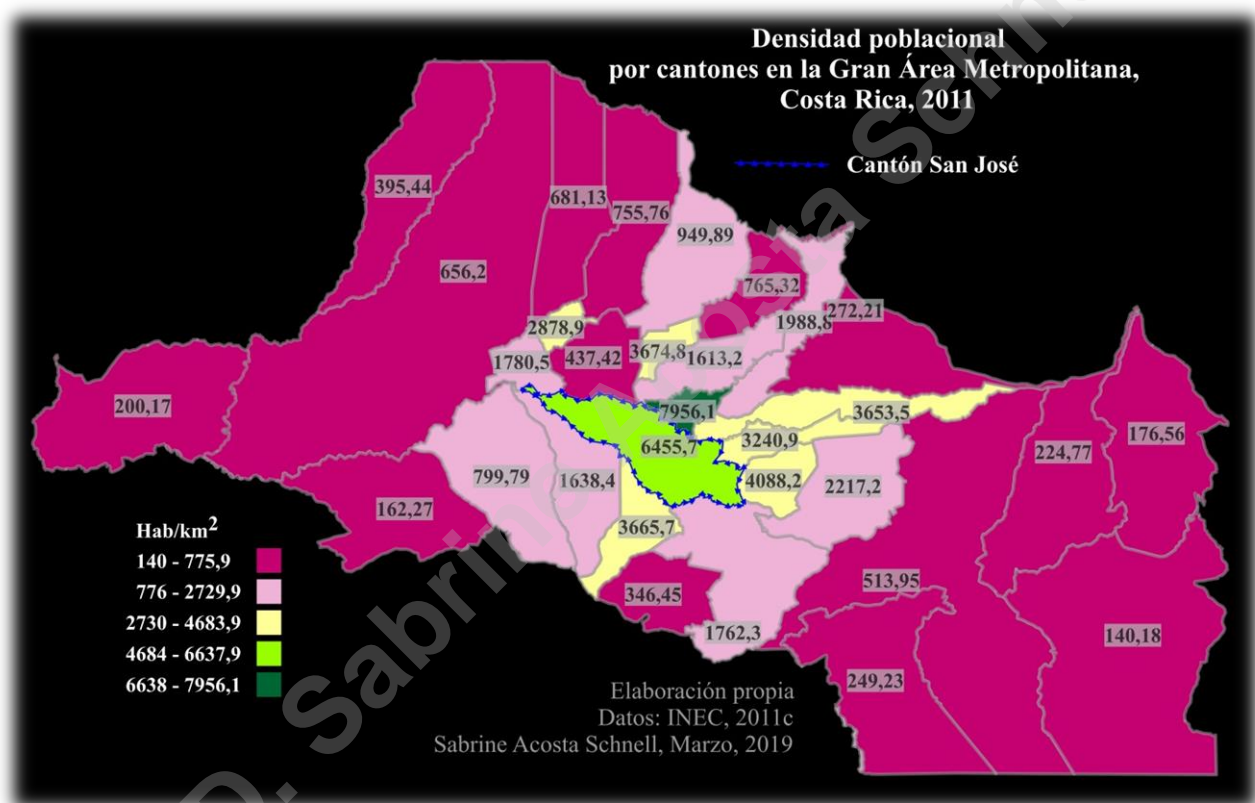 Densidad poblacional
por cantones en la Gran Área Metropolitana,
Costa Rica, 2011
Cantón San José
395,44
681,13
755,76
949,89
656,2
765,32
272,21
1988,8
2878,9
3674,8
437,42
1613,2
1780,5
200,17
7956,1
3653,5
6455,7
3240,9
176,56
224,77
799,79
1638,4
4088,2
2217,2
162,27
3665,7
Hab/km²
140 - 775,9
776 - 2729,9
2730 - 4683,9
4684 - 6637,9
6638 - 7956,1
513,95
346,45
1762,3
140,18
249,23
Elaboración propia
Datos: INEC, 2011c
Sabrine Acosta Schnell, Marzo, 2019
D. Sabrine Acosta Schn